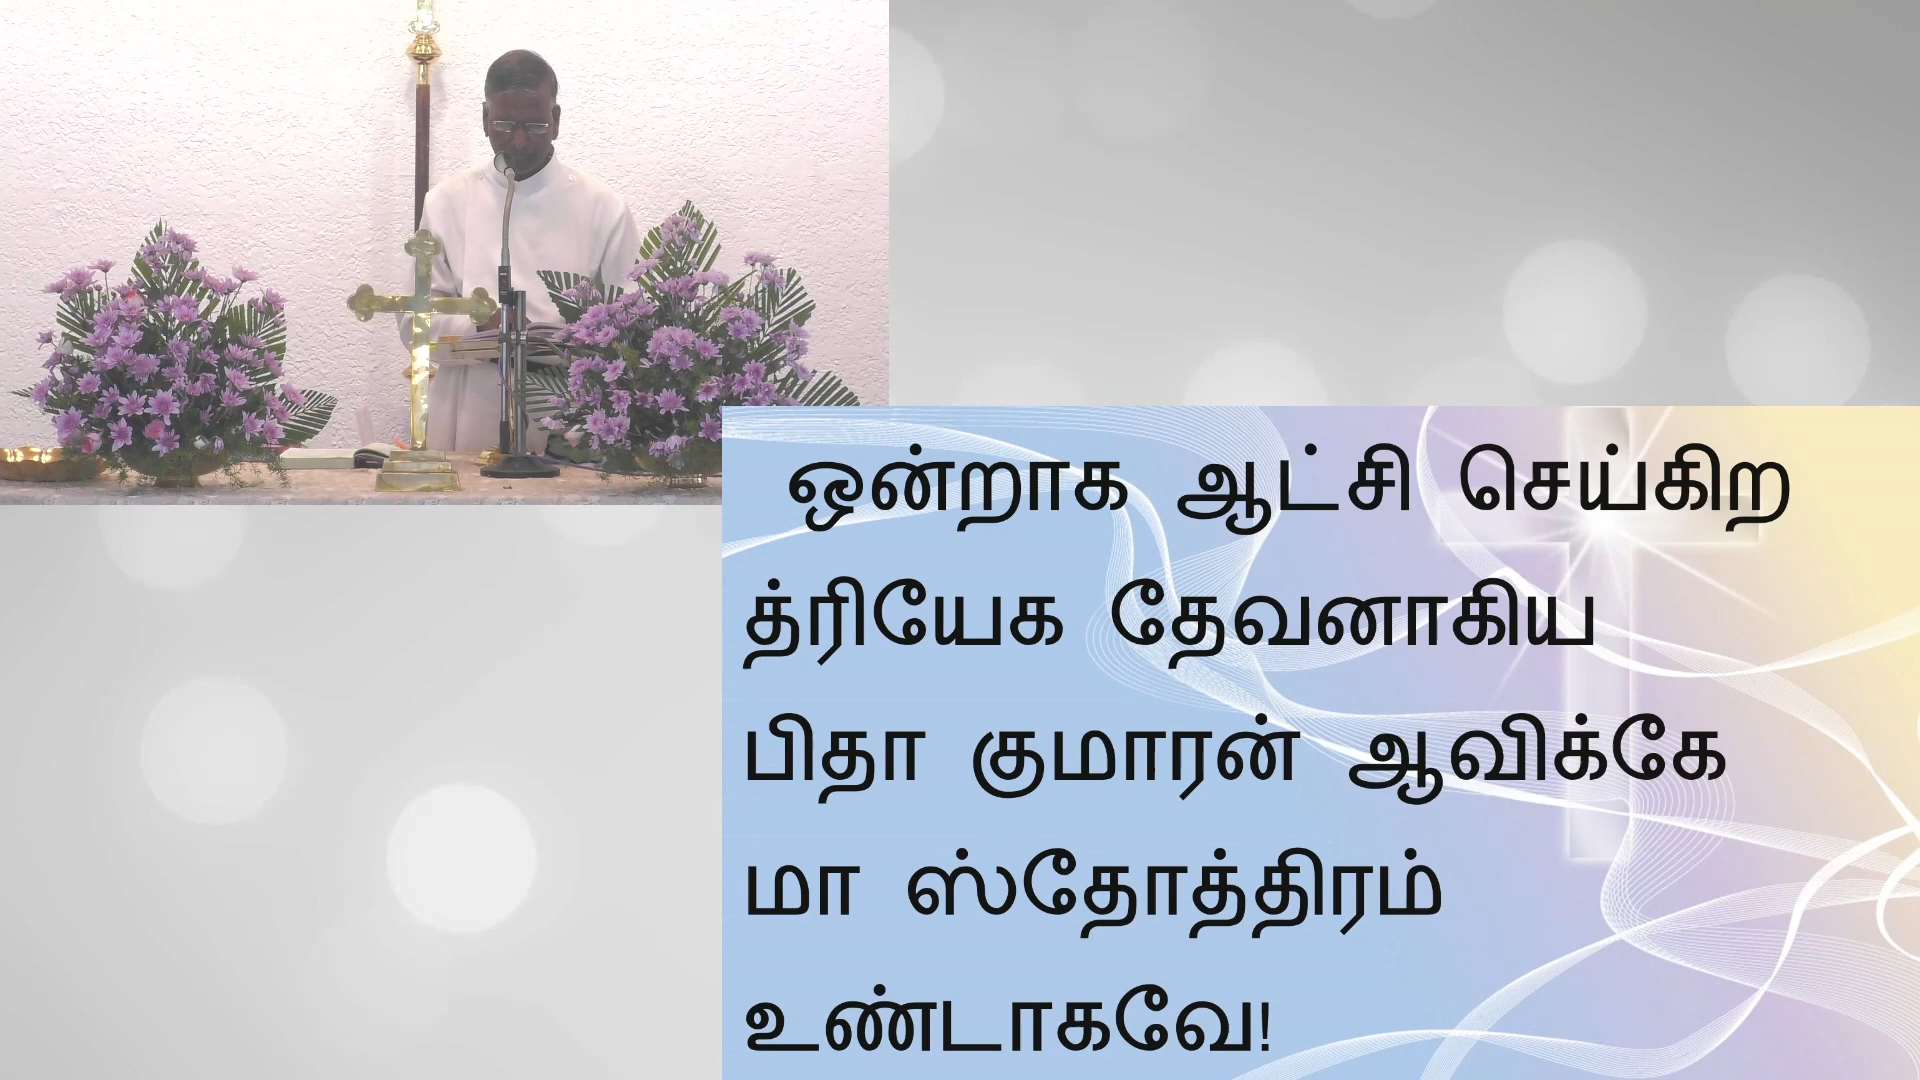 ஒன்றாக ஆட்சி செய்கிற
த்ரியேக தேவனாகிய
பிதா குமாரன் ஆவிக்கே
மா ஸ்தோத்திரம்
உண்டாகவே!